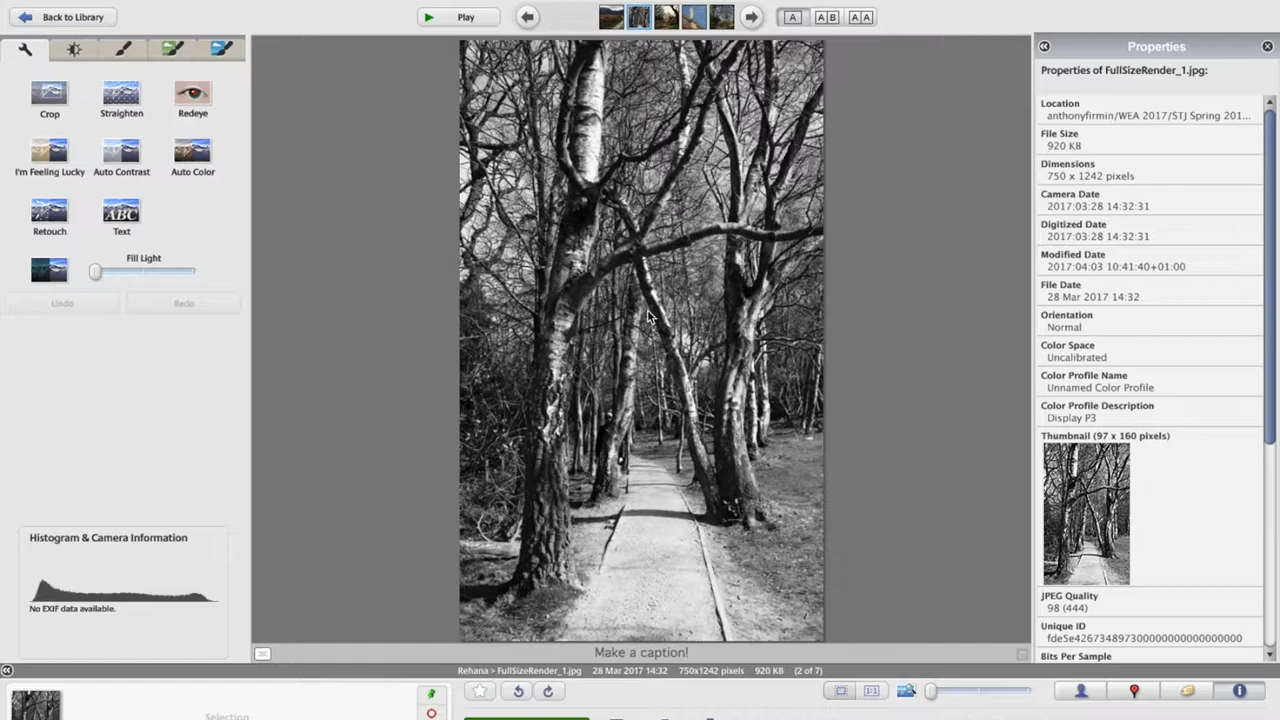 Back to Library
Play
A
AB
AA
Properties
Properties of FullSizeRender_1.jpg:
Crop
Straighten
Redeye
I'm Feeling Lucky
Auto Contrast
Auto Color
Retouch
ABC
Text
Fill Light
Undo
Redo
Location
anthonyfirmin/WEA 2017/STJ Spring 201...
File Size
920 KB
Dimensions
750 x 1242 pixels
Camera Date
2017:03:28 14:32:31
Digitized Date
2017:03:28 14:32:31
Modified Date
2017:04:03 10:41:40+01:00
File Date
28 Mar 2017 14:32
Orientation
Normal
Color Space
Uncalibrated
Color Profile Name
Unnamed Color Profile
Color Profile Description
Display P3
Thumbnail (97 x 160 pixels)
JPEG Quality
98 (444)
Unique ID
fde5e426734897300000000000000000
Bits Per Sample
Histogram & Camera Information
No EXIF data available.
Make a caption!
Rehana > FullSizeRender_1.jpg 28 Mar 2017 14:32 750x1242 pixels 920 KB (2 of 7)
1:1
Selection